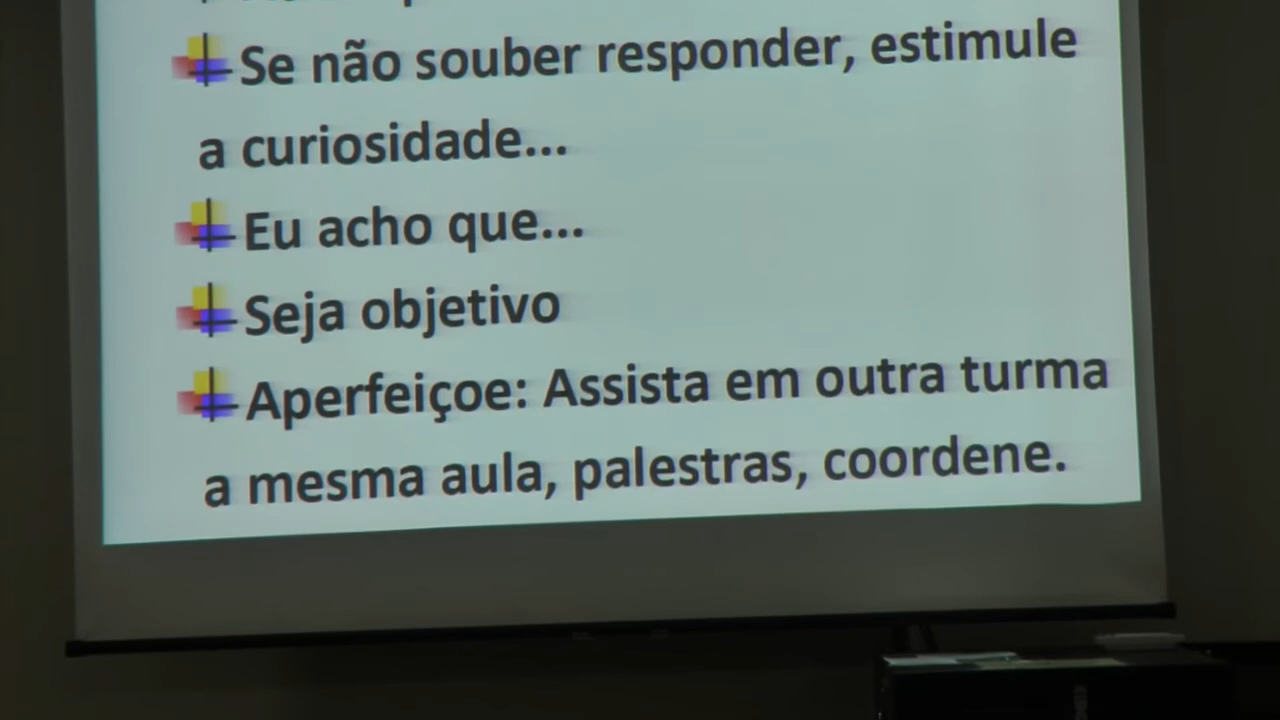 Se não souber responder, estimule
a curiosidade...
Eu acho que...
Seja objetivo
Aperfeiçoe: Assista em outra turma
a mesma aula, palestras, coordene.